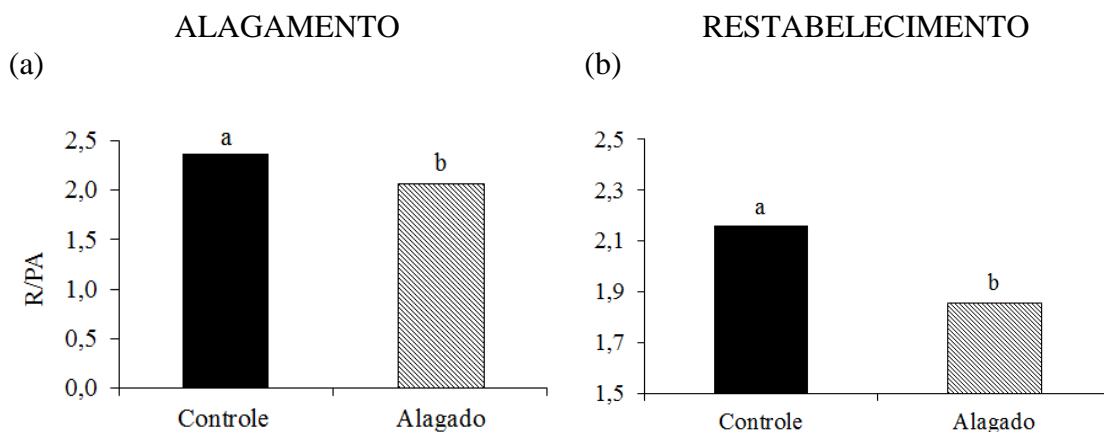 ALAGAMENTO
RESTABELECIMENTO
(a)
(b)
R/PA
2,5
2,0
1,5
1,0
0,5
0,0
a
b
Controle
Alagado
2,5
2,3
2,1
1,9
1,7
1,5
a
b
Controle
Alagado